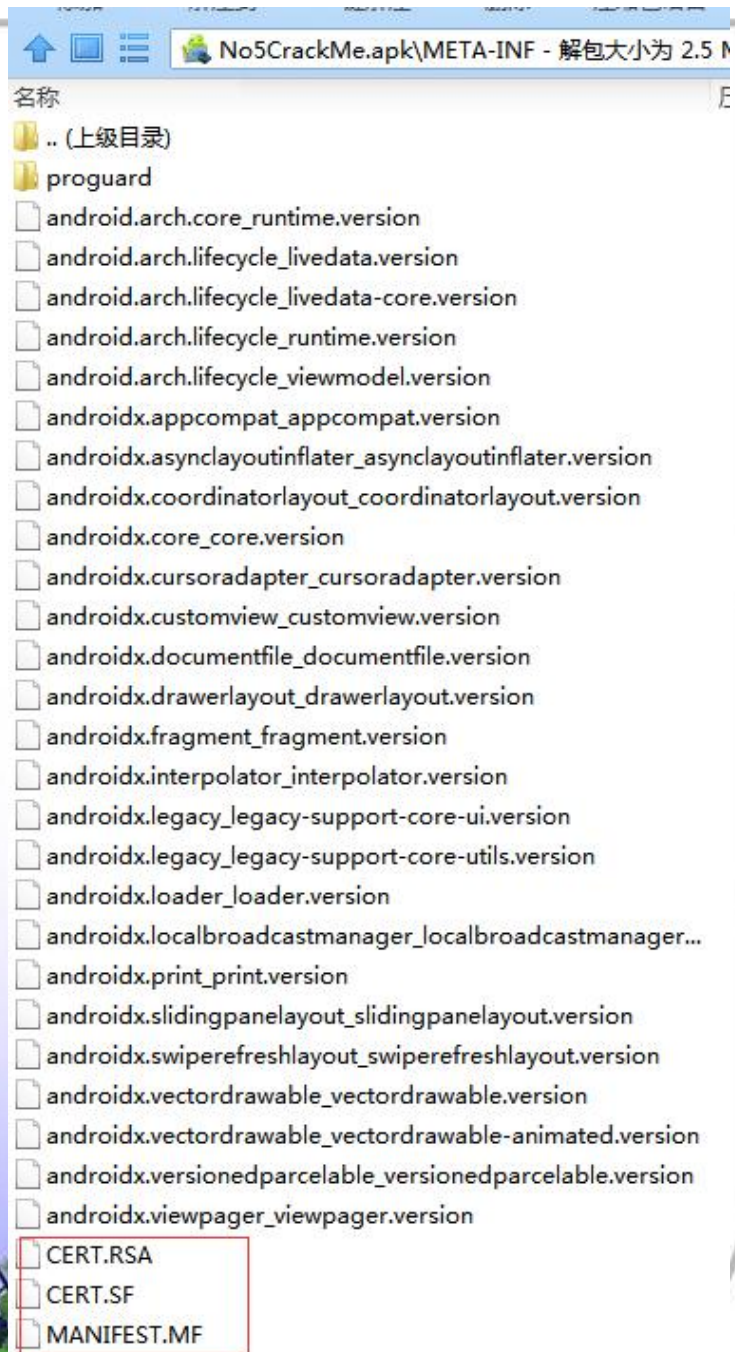 No5CrackMe.apk\META-INF - 解包大小为 2.5 M
名称
.. (上级目录)
proguard
android.arch.core_runtime.version
android.arch.lifecycle_livedata.version
android.arch.lifecycle_livedata-core.version
android.arch.lifecycle_runtime.version
android.arch.lifecycle_viewmodel.version
androidx.appcompat_appcompat.version
androidx.asynclayoutinflater_asynclayoutinflater.version
androidx.coordinatorlayout_coordinatorlayout.version
androidx.core_core.version
androidx.cursoradapter_cursoradapter.version
androidx.customview_customview.version
androidx.documentfile_documentfile.version
androidx.drawerlayout_drawerlayout.version
androidx.fragment_fragment.version
androidx.interpolator_interpolator.version
androidx.legacy_legacy-support-core-ui.version
androidx.legacy_legacy-support-core-utils.version
androidx.loader_loader.version
androidx.localbroadcastmanager_localbroadcastmanager...
androidx.print_print.version
androidx.slidingpanelayout_slidingpanelayout.version
androidx.swiperefreshlayout_swiperefreshlayout.version
androidx.vectordrawable_vectordrawable.version
androidx.vectordrawable_vectordrawable-animated.version
androidx.versionedparcelable_versionedparcelable.version
androidx.viewpager_viewpager.version
CERT.RSA
CERT.SF
MANIFEST.MF